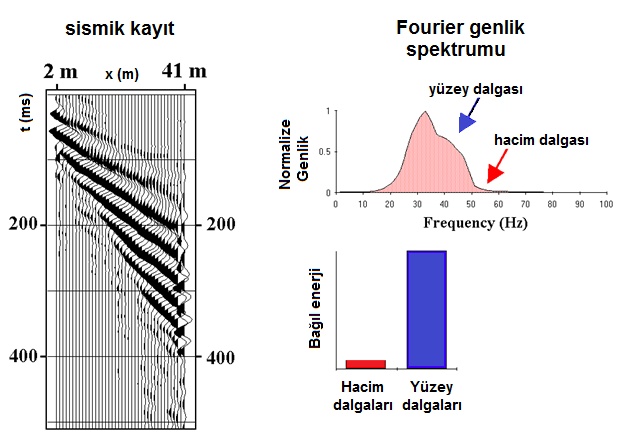 sismik kayıt
2 m x (m) 41 m
t (ms)
200 200
400 400
Fourier genlik
spektrumu
yüzey dalgası
hacim dalgası
Normalize
Genlik
1
0.5
0
0 10 20 30 40 50 60 70 80 90 100
Frequency (Hz)
Bağıl enerji
Hacim
dalgaları
Yüzey
dalgaları